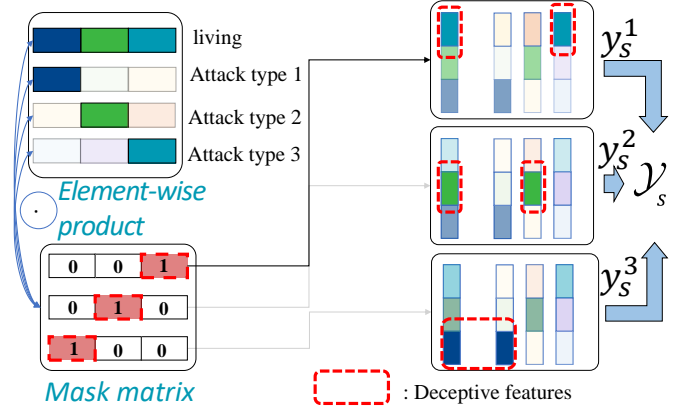 living
Attack type 1
Attack type 2
Attack type 3
Element-wise
product
0 0 1
0 1 0
1 0 0
Mask matrix
y_s^1
y_s^2
𝒴_s
y_s^3
: Deceptive features